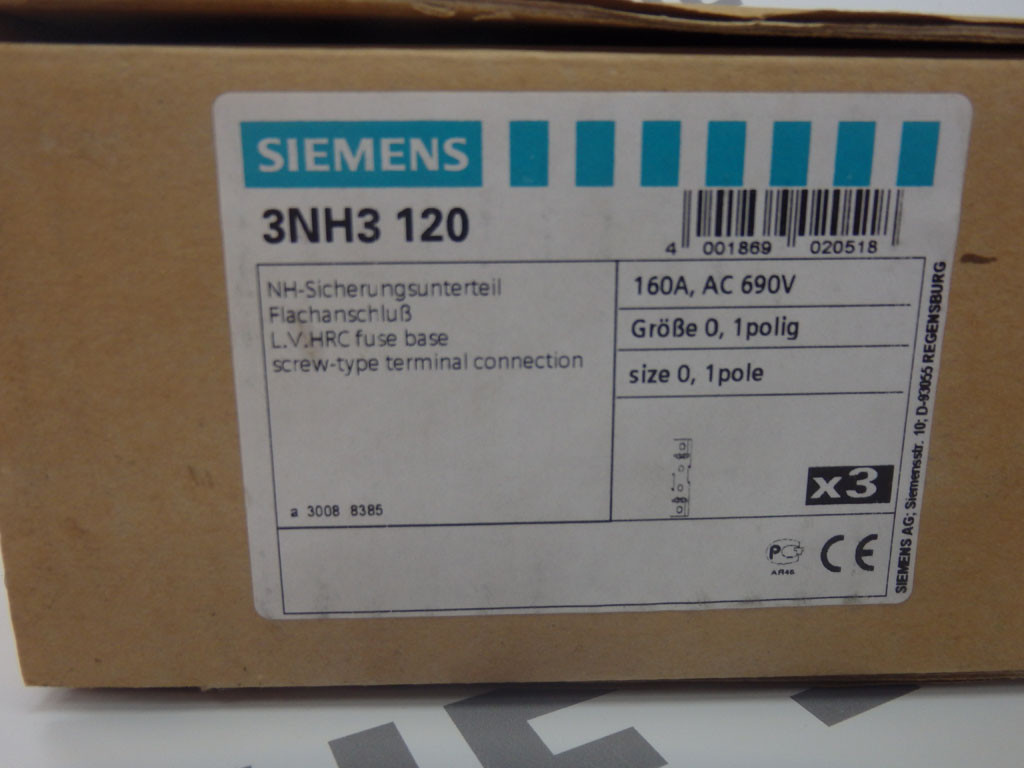 SIEMENS
3NH3 120
4 001869 020518
NH-Sicherungsunterteil
Flachanschluß
L.V.HRC fuse base
screw-type terminal connection
a 3008 8385
160A, AC 690V
Größe 0, 1polig
size 0, 1pole
x3
CE
SIEMENS AG; Siemensstr. 10; D-93055 REGENSBURG